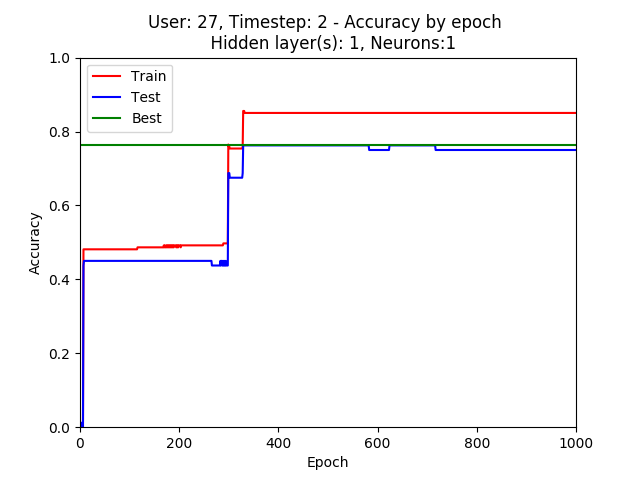 User: 27, Timestep: 2 - Accuracy by epoch
Hidden layer(s): 1, Neurons:1
1.0
Train
Test
Best
0.8
0.6
Accuracy
0.4
0.2
0.0
0 200 400 600 800 1000
Epoch